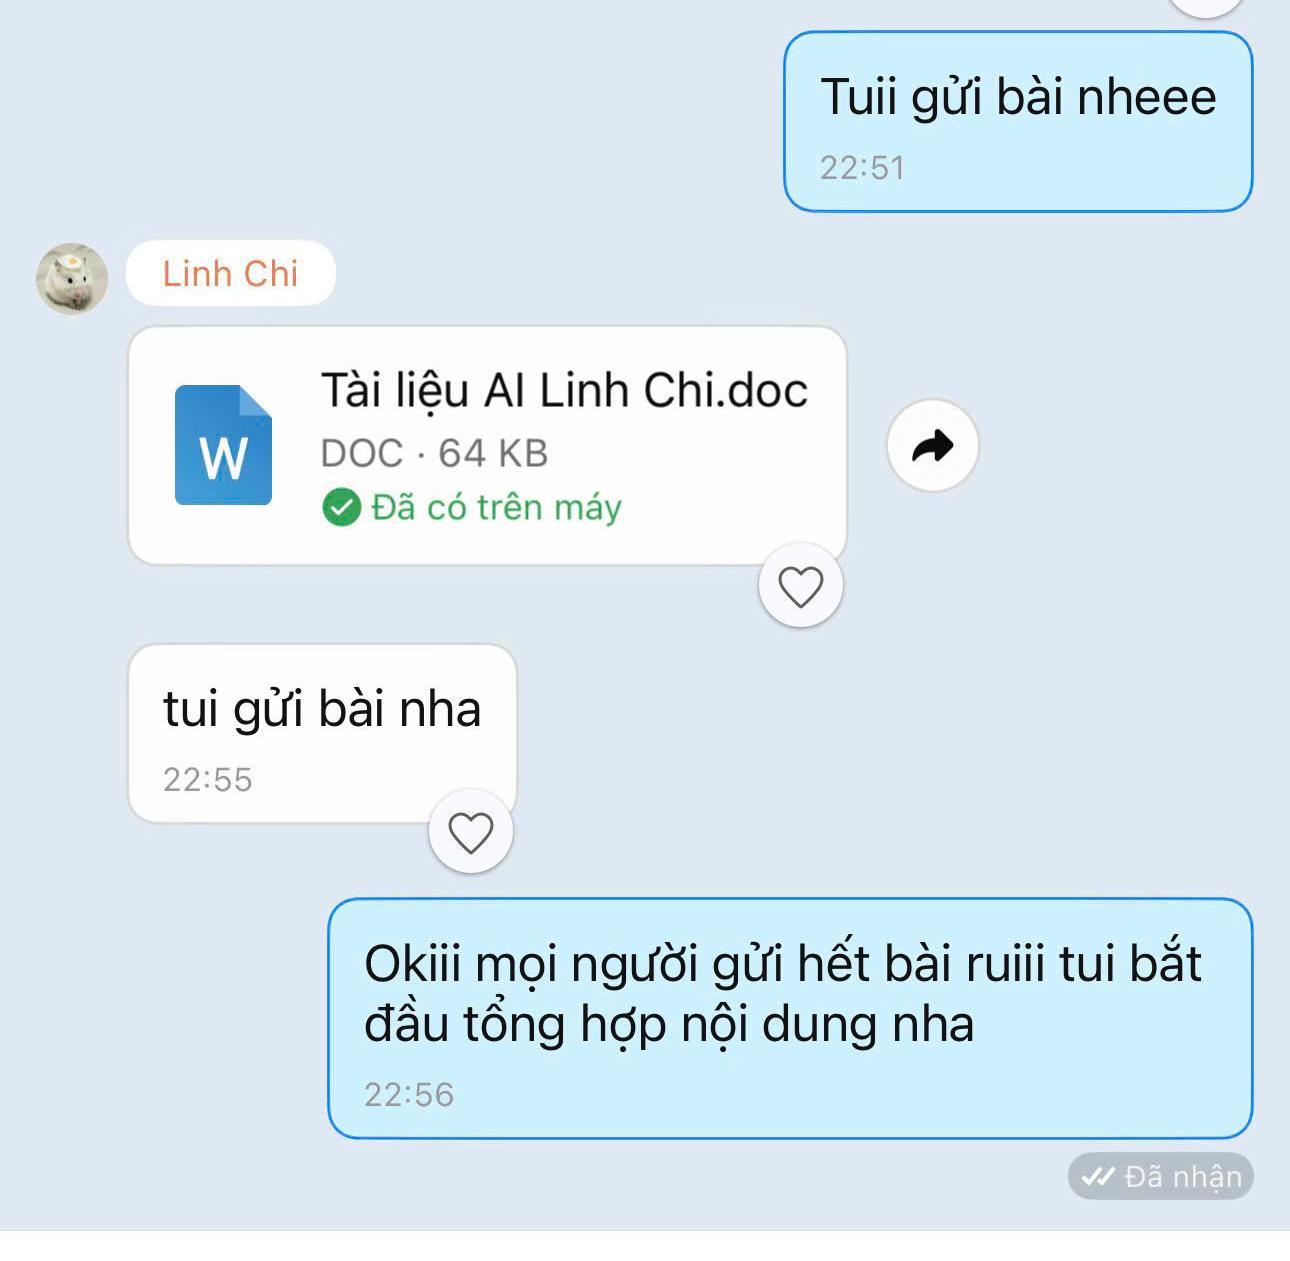 Tuii gửi bài nheee
22:51
Linh Chi
W
Tài liệu AI Linh Chi.doc
DOC · 64 KB
Đã có trên máy
tui gửi bài nha
22:55
Okiii mọi người gửi hết bài ruiii tui bắt
đầu tổng hợp nội dung nha
22:56
Đã nhận